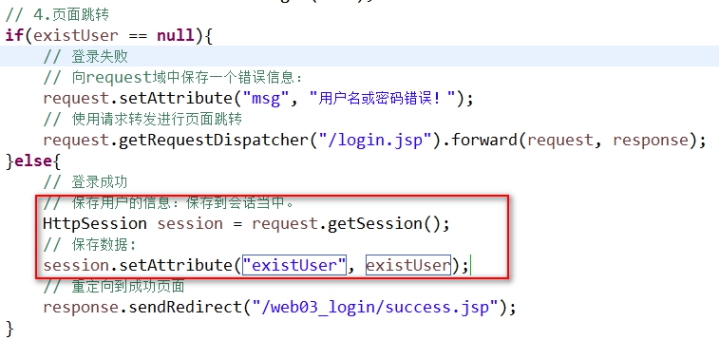 // 4.页面跳转
if(existUser == null){
// 登录失败
// 向request域中保存一个错误信息:
request.setAttribute("msg", "用户名或密码错误! ");
// 使用请求转发进行页面跳转
request.getRequestDispatcher("/login.jsp").forward(request, response);
}else{
// 登录成功
// 保存用户的信息: 保存到会话当中。
HttpSession session = request.getSession();
// 保存数据:
session.setAttribute("existUser", existUser);
// 重定向到成功页面
response.sendRedirect("/web03_login/success.jsp");
}